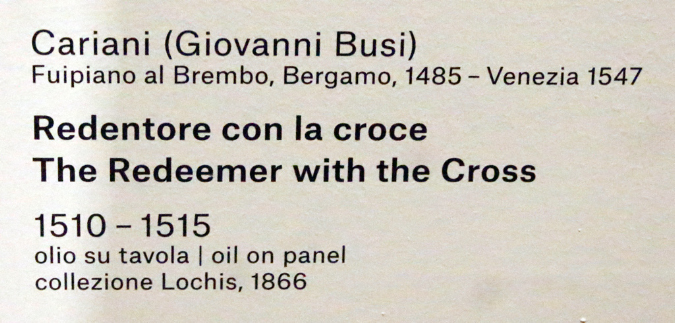 Cariani (Giovanni Busi)
Fuipiano al Brembo, Bergamo, 1485 – Venezia 1547
Redentore con la croce
The Redeemer with the Cross
1510 – 1515
olio su tavola | oil on panel
collezione Lochis, 1866